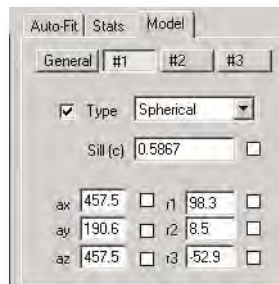 Auto-Fit Stats Model
General #1 #2 #3
Type Spherical
Sill (c) 0.5867
ax 457.5 r1 98.3
ay 190.6 r2 8.5
az 457.5 r3 -52.9